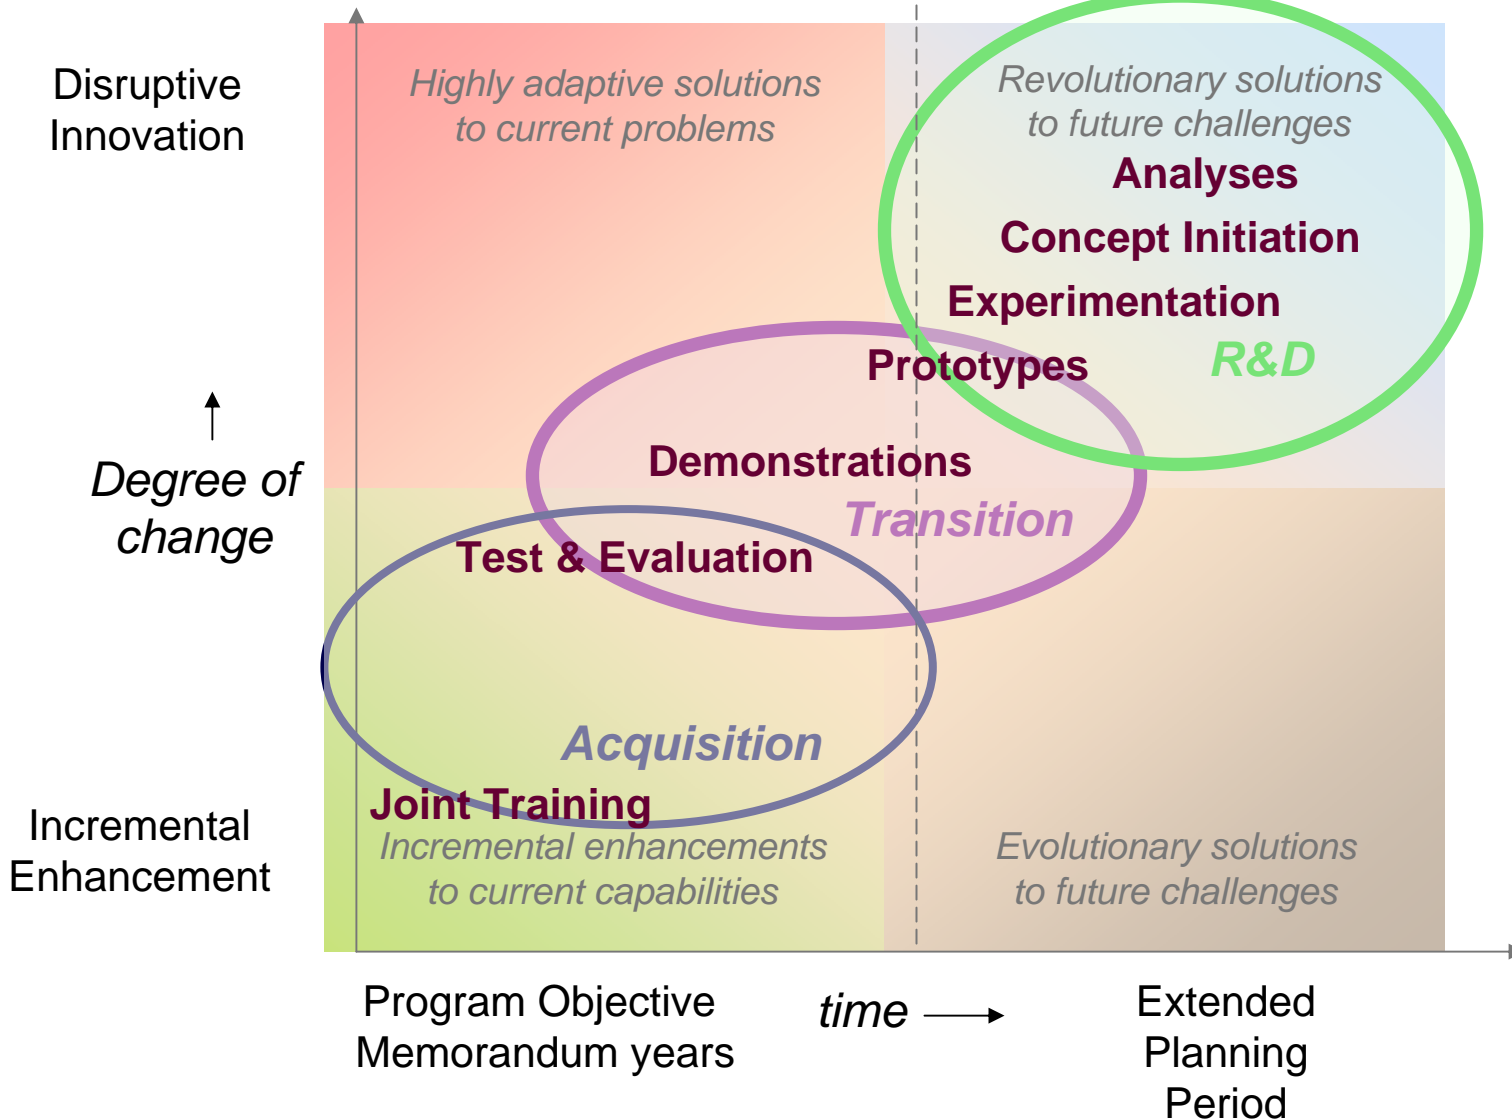 Disruptive
Innovation
Highly adaptive solutions
to current problems
Revolutionary solutions
to future challenges
Analyses
Concept Initiation
Experimentation
Prototypes
R&D
Degree of
change
Demonstrations
Transition
Test & Evaluation
Acquisition
Joint Training
Incremental
Enhancement
Incremental enhancements
to current capabilities
Evolutionary solutions
to future challenges
Program Objective
Memorandum years
time
Extended
Planning
Period